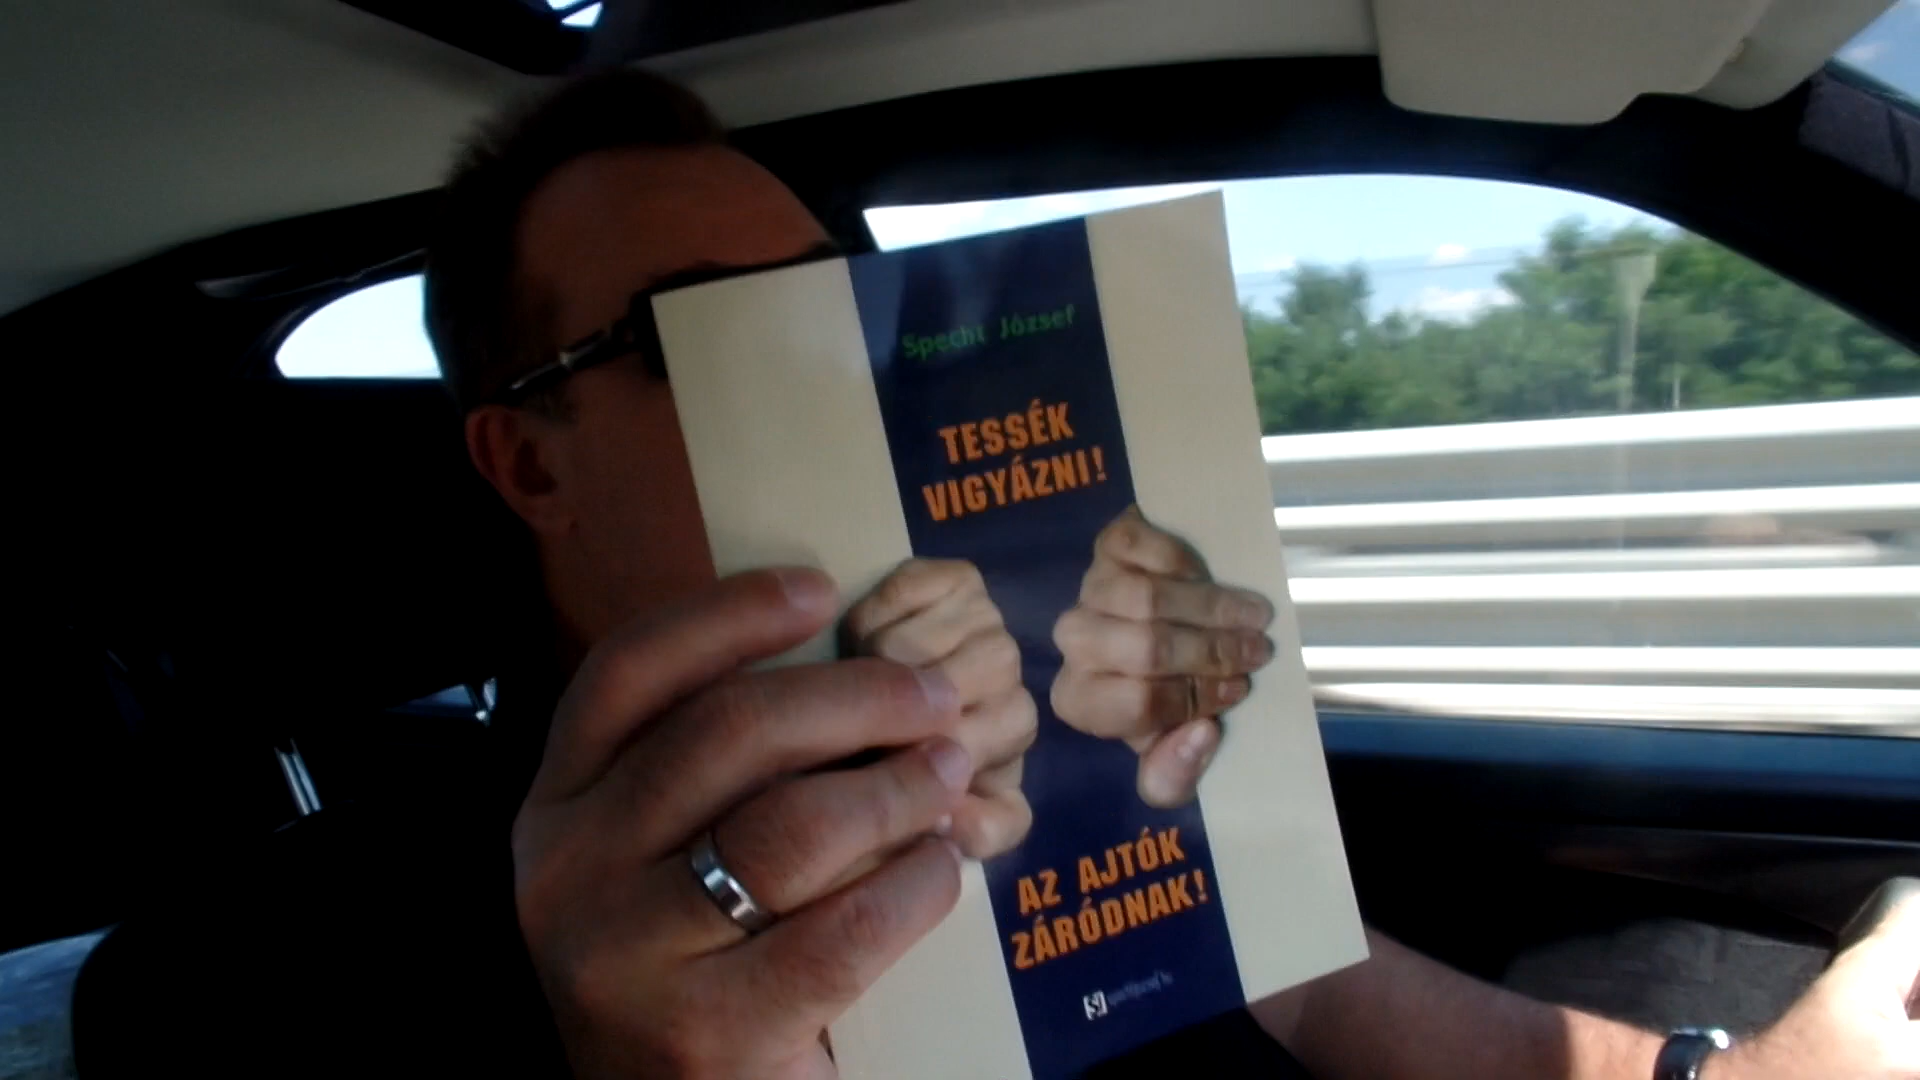 Specht József
TESSÉK
VIGYÁZNI!
AZ AJTÓK
ZÁRÓDNAK!